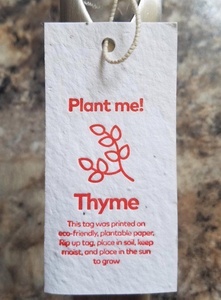 Plant me!
Thyme
This tag was printed on
eco-friendly, plantable paper,
Rip up tag, place in soil, keep
moist, and place in the sun
to grow